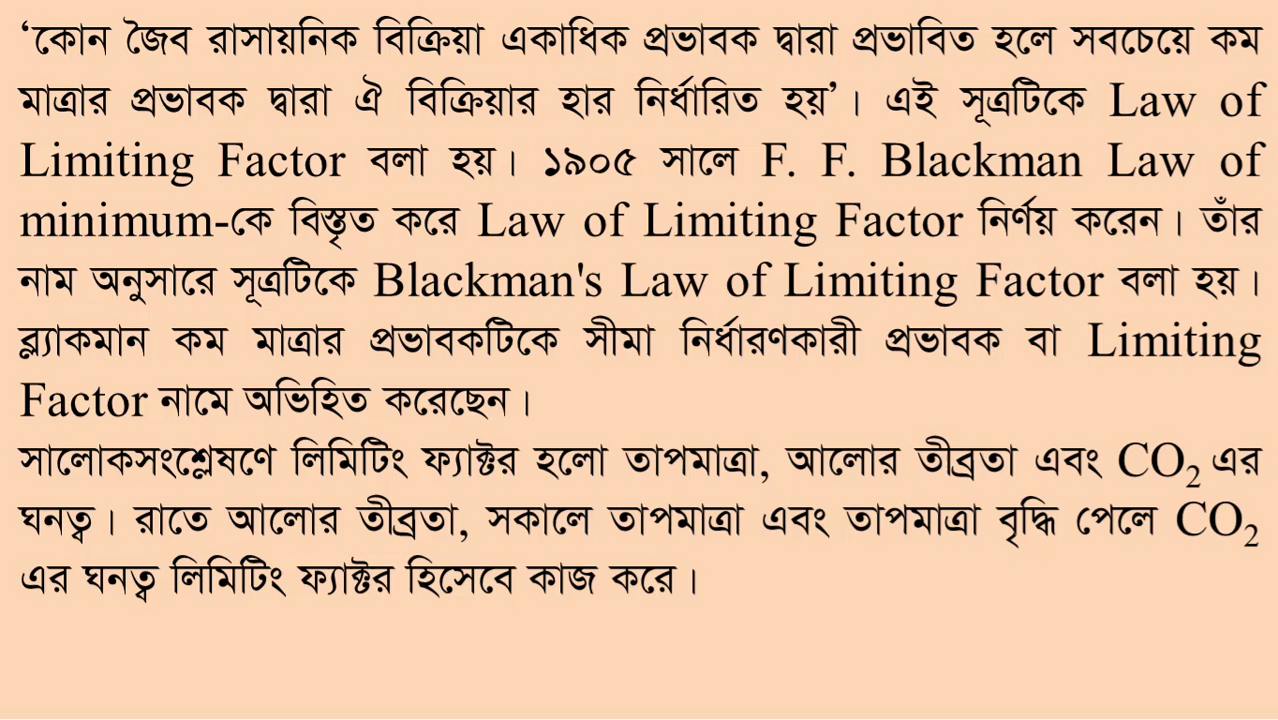 ‘কোন জৈব রাসায়নিক বিক্রিয়া একাধিক প্রভাবক দ্বারা প্রভাবিত হলে সবচেয়ে কম
মাত্রার প্রভাবক দ্বারা ঐ বিক্রিয়ার হার নির্ধারিত হয়’। এই সূত্রটিকে Law of
Limiting Factor বলা হয়। ১৯০৫ সালে F. F. Blackman Law of
minimum-কে বিস্তৃত করে Law of Limiting Factor নির্ণয় করেন। তাঁর
নাম অনুসারে সূত্রটিকে Blackman's Law of Limiting Factor বলা হয়।
ব্ল্যাকমান কম মাত্রার প্রভাবকটিকে সীমা নির্ধারণকারী প্রভাবক বা Limiting
Factor নামে অভিহিত করেছেন।
সালোকসংশ্লেষণে লিমিটিং ফ্যাক্টর হলো তাপমাত্রা, আলোর তীব্রতা এবং CO₂ এর
ঘনত্ব। রাতে আলোর তীব্রতা, সকালে তাপমাত্রা এবং তাপমাত্রা বৃদ্ধি পেলে CO₂
এর ঘনত্ব লিমিটিং ফ্যাক্টর হিসেবে কাজ করে।